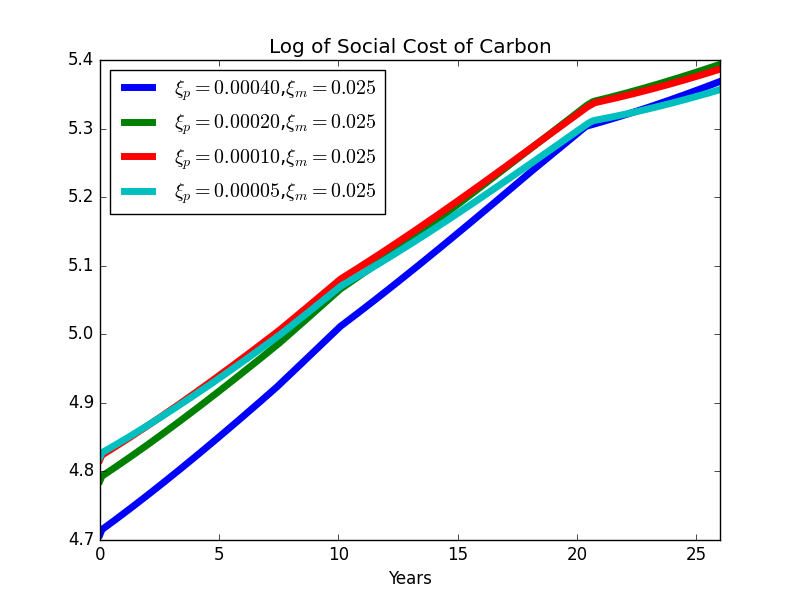 Log of Social Cost of Carbon
5.4
5.3
5.2
5.1
5.0
4.9
4.8
4.7
ξₚ = 0.00040,ξₘ = 0.025
ξₚ = 0.00020,ξₘ = 0.025
ξₚ = 0.00010,ξₘ = 0.025
ξₚ = 0.00005,ξₘ = 0.025
0 5 10 15 20 25
Years